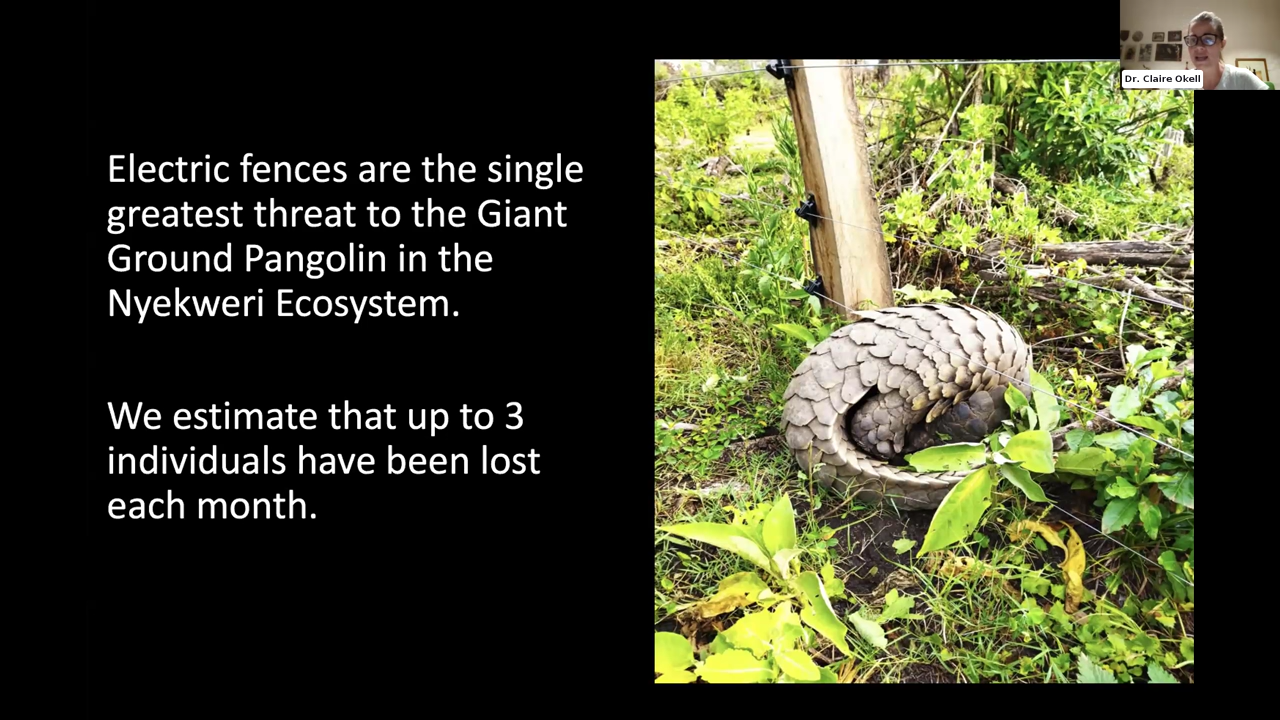 Dr. Claire Okell
Electric fences are the single
greatest threat to the Giant
Ground Pangolin in the
Nyekweri Ecosystem.
We estimate that up to 3
individuals have been lost
each month.